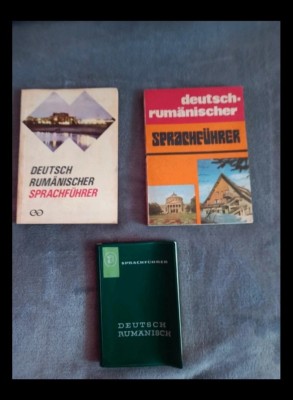 DEUTSCH
RUMÄNISCHER
SPRACHFÜHRER
deutsch-
rumänischer
SPRACHFÜHRER
SPRACHFÜHRER
DEUTSCH
RUMÄNISCH